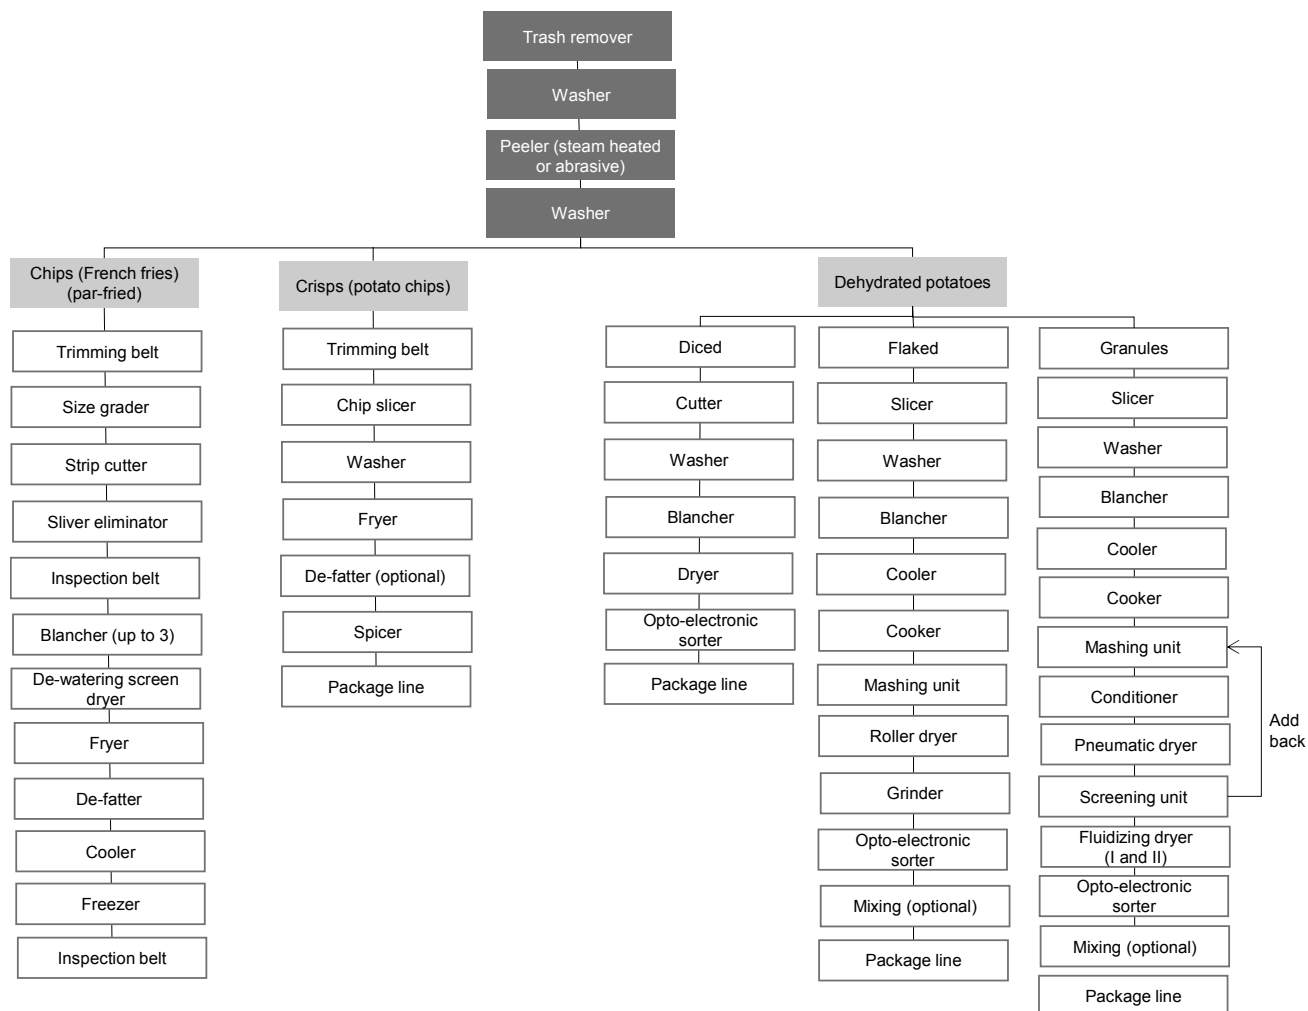 Trash remover
Washer
Peeler (steam heated
or abrasive)
Washer
Chips (French fries)
(par-fried)
Trimming belt
Size grader
Strip cutter
Sliver eliminator
Inspection belt
Blancher (up to 3)
De-watering screen
dryer
Fryer
De-fatter
Cooler
Freezer
Inspection belt
Crisps (potato chips)
Trimming belt
Chip slicer
Washer
Fryer
De-fatter (optional)
Spicer
Package line
Dehydrated potatoes
Diced
Cutter
Washer
Blancher
Dryer
Opto-electronic
sorter
Package line
Flaked
Slicer
Washer
Blancher
Cooler
Cooker
Mashing unit
Roller dryer
Grinder
Opto-electronic
sorter
Mixing (optional)
Package line
Granules
Slicer
Washer
Blancher
Cooler
Cooker
Mashing unit
Conditioner
Pneumatic dryer
Screening unit
Fluidizing dryer
(I and II)
Opto-electronic
sorter
Mixing (optional)
Package line
Add
back